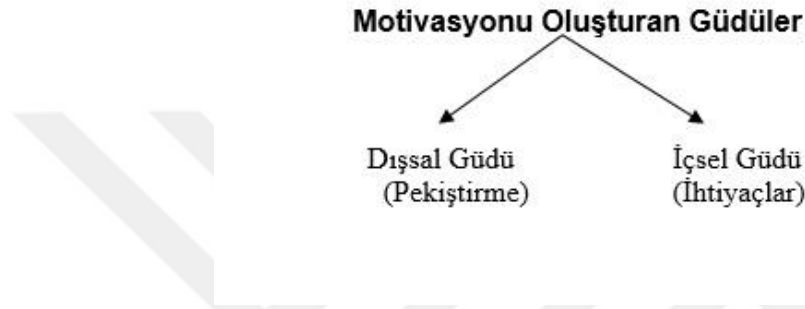 Motivasyonu Oluşturan Güdüler
Dışsal Güdü
(Pekiştirme)
İçsel Güdü
(İhtiyaçlar)